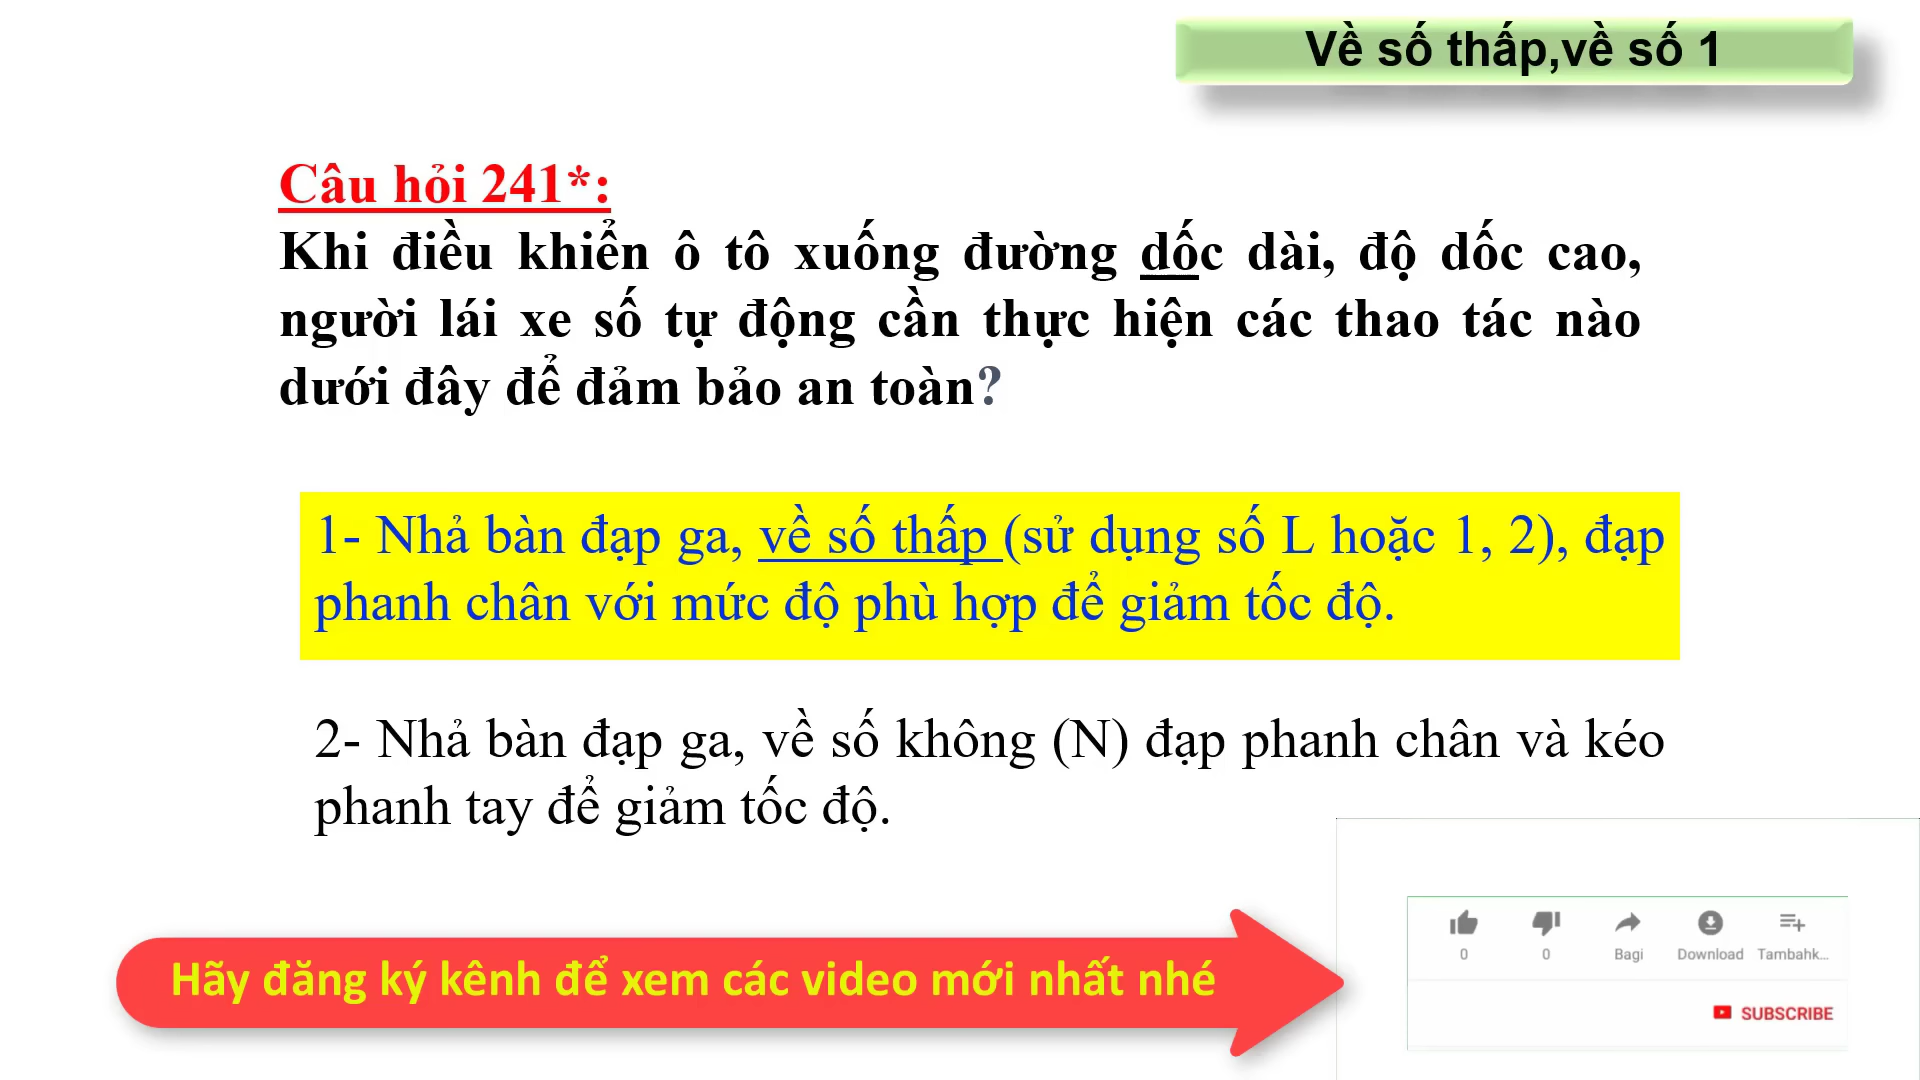 Về số thấp,về số 1
Câu hỏi 241*:
Khi điều khiển ô tô xuống đường dốc dài, độ dốc cao,
người lái xe số tự động cần thực hiện các thao tác nào
dưới đây để đảm bảo an toàn?
1- Nhả bàn đạp ga, về số thấp (sử dụng số L hoặc 1, 2), đạp
phanh chân với mức độ phù hợp để giảm tốc độ.
2- Nhả bàn đạp ga, về số không (N) đạp phanh chân và kéo
phanh tay để giảm tốc độ.
0 0 Bagi Download Tambahk...
Hãy đăng ký kênh để xem các video mới nhất nhé
SUBSCRIBE